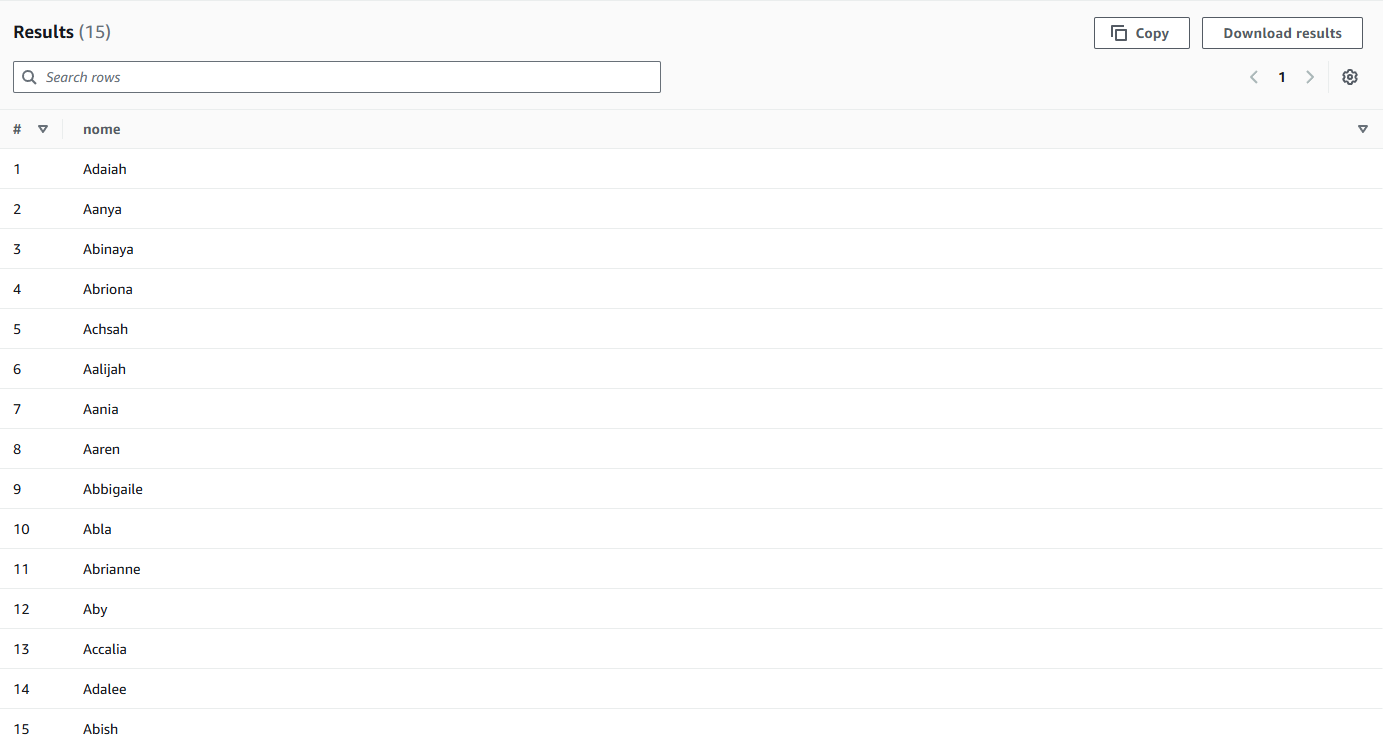 Results (15)
Copy
Download results
Search rows
1
# nome
1 Adaiah
2 Aanya
3 Abinaya
4 Abriona
5 Achsah
6 Aalijah
7 Aania
8 Aaren
9 Abbigaile
10 Abla
11 Abrianne
12 Aby
13 Accalia
14 Adalee
15 Abish